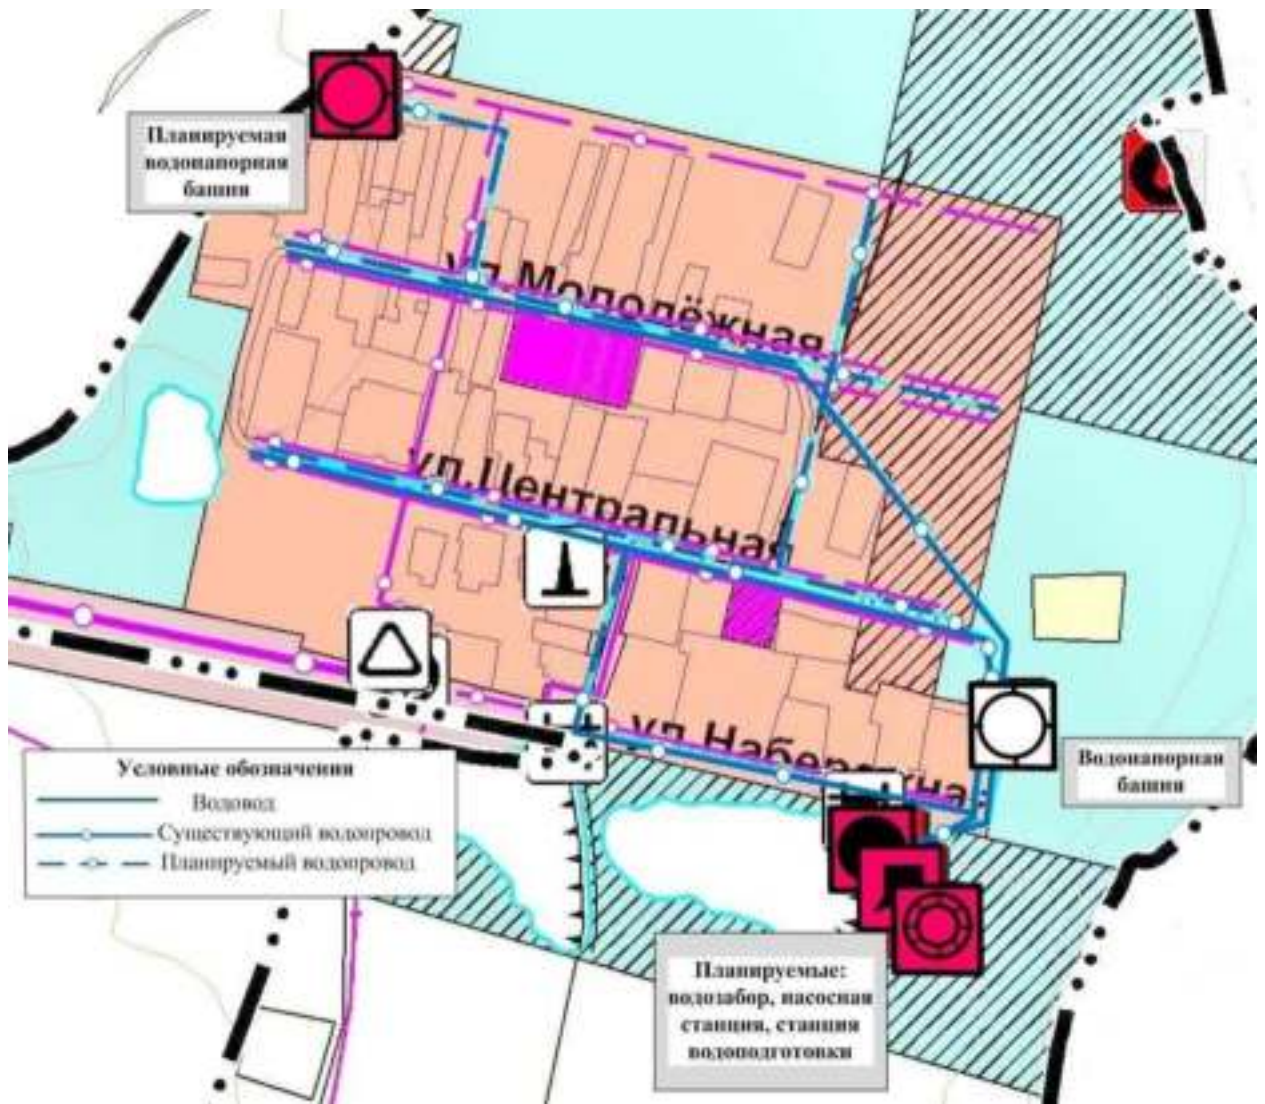 Планируемая
водонапорная
башня
ул.Молодёжная
ул.Центральная
ул.Набережна
Водонапорная
башня
Условные обозначения
Водовод
Существующий водопровод
Планируемый водопровод
Планируемые:
водозабор, насосная
станция, станция
водоподготовки